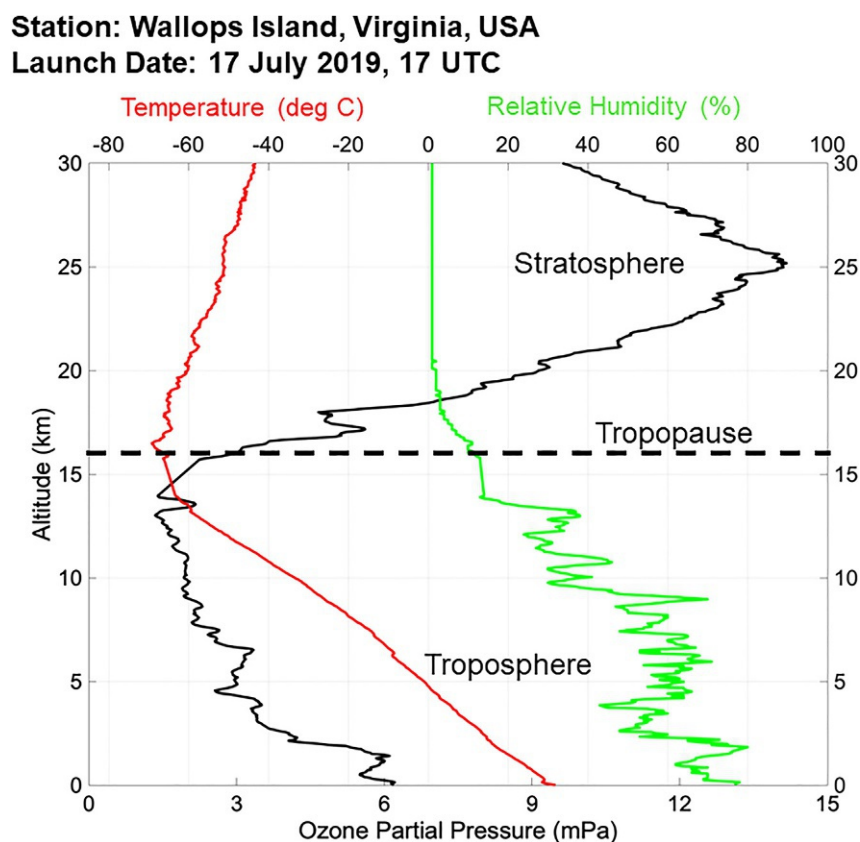 Station: Wallops Island, Virginia, USA
Launch Date: 17 July 2019, 17 UTC
Temperature (deg C) Relative Humidity (%)
-80 -60 -40 -20 0 20 40 60 80 100
30 30
Stratosphere
25 25
20 20
Tropopause
15 15
Altitude (km)
10 10
Troposphere
5 5
0 0
0 3 6 9 12 15
Ozone Partial Pressure (mPa)